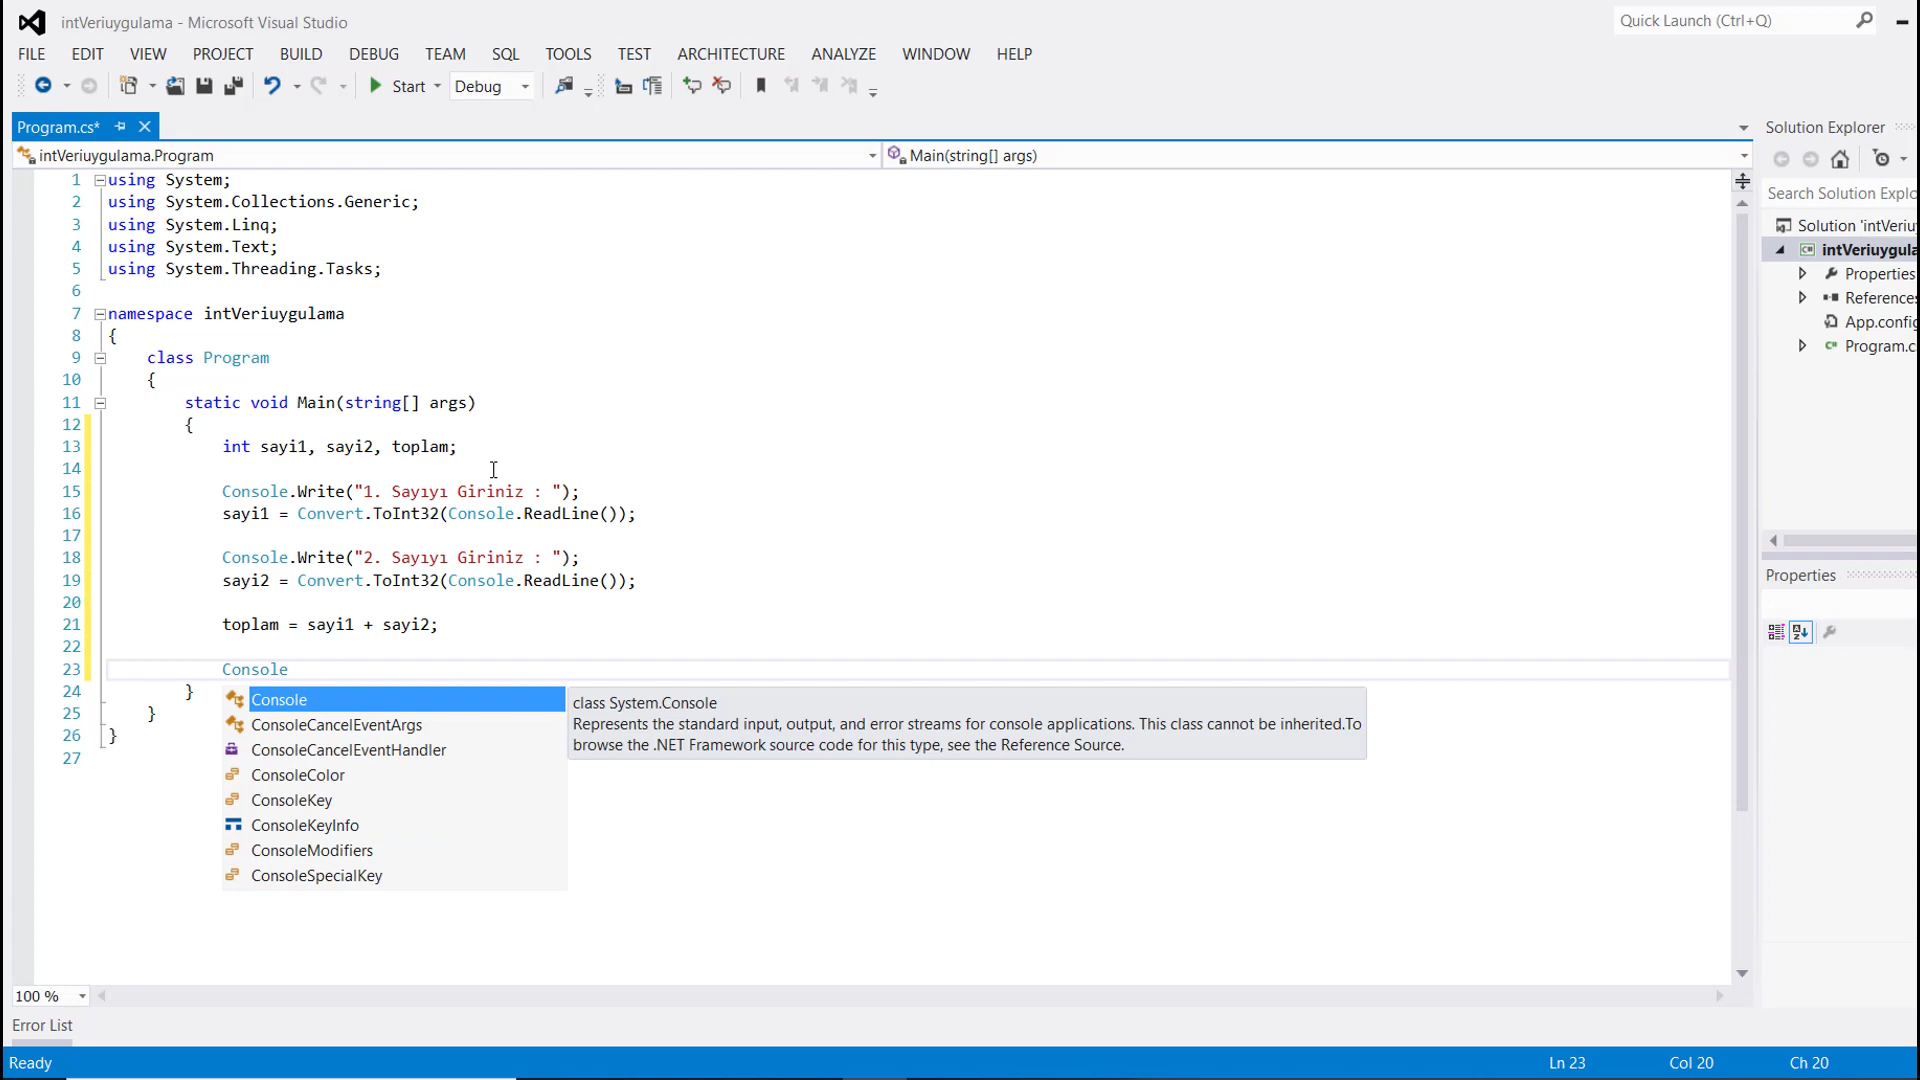 intVeriuygulama - Microsoft Visual Studio
Quick Launch (Ctrl+Q)
FILE EDIT VIEW PROJECT BUILD DEBUG TEAM SQL TOOLS TEST ARCHITECTURE ANALYZE WINDOW HELP
Start Debug
Program.cs*
Solution Explorer
intVeriuygulama.Program
Main(string[] args)
Search Solution Explo
1 using System;
2 using System.Collections.Generic;
3 using System.Linq;
4 using System.Text;
5 using System.Threading.Tasks;
6
7 namespace intVeriuygulama
8 {
9 class Program
10 {
11 static void Main(string[] args)
12 {
13 int sayi1, sayi2, toplam;
14
15 Console.Write("1. Sayıyı Giriniz : ");
16 sayi1 = Convert.ToInt32(Console.ReadLine());
17
18 Console.Write("2. Sayıyı Giriniz : ");
19 sayi2 = Convert.ToInt32(Console.ReadLine());
20
21 toplam = sayi1 + sayi2;
22
23 Console
24 }
25 }
26 }
27
Console
ConsoleCancelEventArgs
ConsoleCancelEventHandler
ConsoleColor
ConsoleKey
ConsoleKeyInfo
ConsoleModifiers
ConsoleSpecialKey
class System.Console
Represents the standard input, output, and error streams for console applications. This class cannot be inherited.To
browse the .NET Framework source code for this type, see the Reference Source.
Solution 'intVeriu
intVeriuygula
Properties
Reference
App.config
Program.c
Properties
100 %
Error List
Ready
Ln 23
Col 20
Ch 20